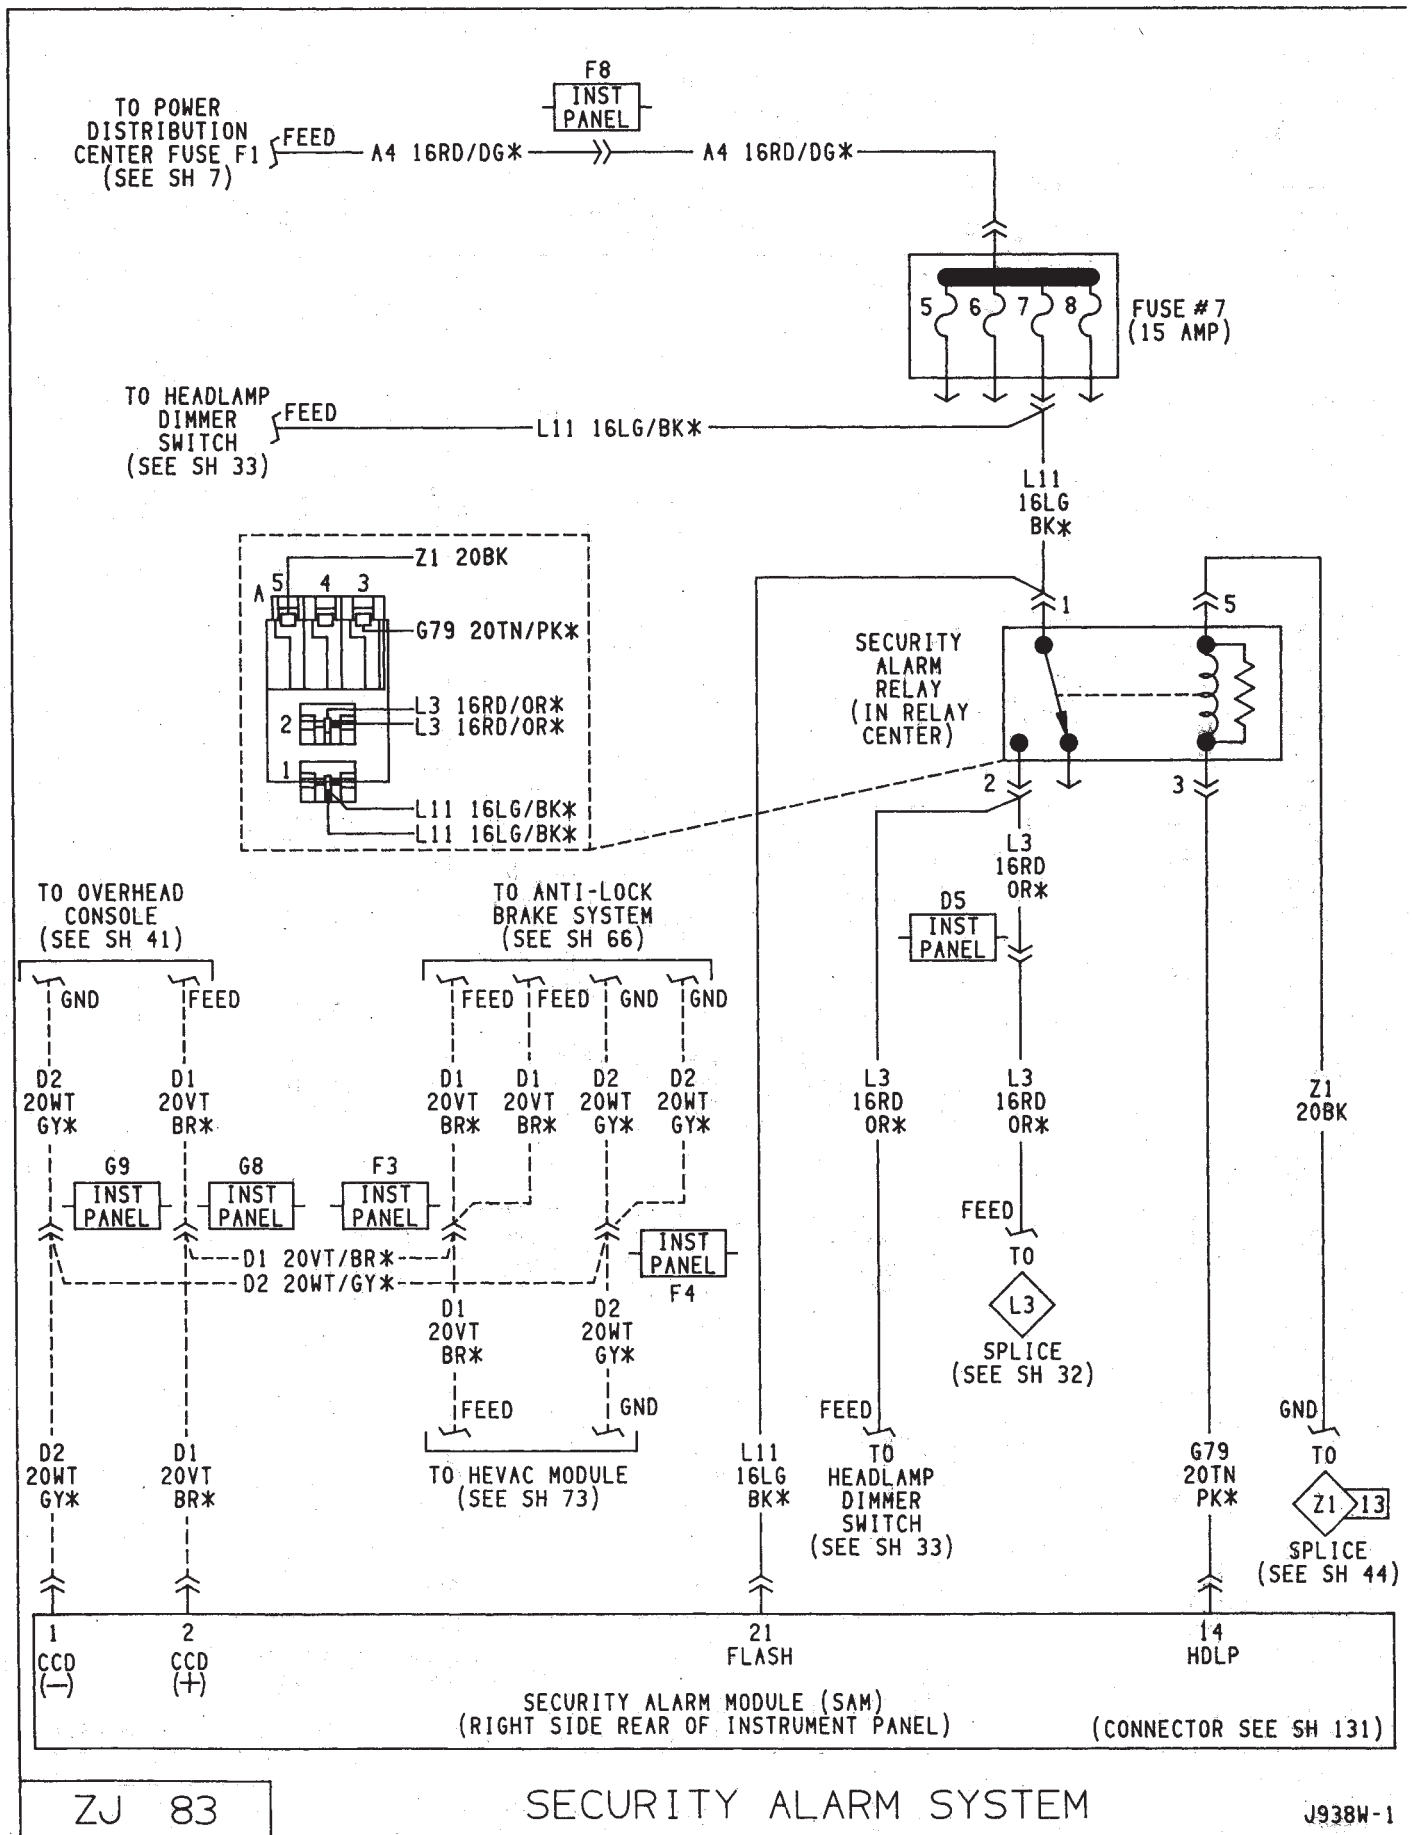 F8
INST
PANEL
TO POWER
DISTRIBUTION
CENTER FUSE F1
(SEE SH 7)
FEED
A4 16RD/DG*
A4 16RD/DG*
5 6 7 8
FUSE #7
(15 AMP)
TO HEADLAMP
DIMMER
SWITCH
(SEE SH 33)
FEED
L11 16LG/BK*
L11
16LG
BK*
Z1 20BK
A 5 4 3
G79 20TN/PK*
L3 16RD/OR*
L3 16RD/OR*
2
1
L11 16LG/BK*
L11 16LG/BK*
1
5
SECURITY
ALARM
RELAY
(IN RELAY
CENTER)
2
3
L3
16RD
OR*
D5
INST
PANEL
TO OVERHEAD
CONSOLE
(SEE SH 41)
TO ANTI-LOCK
BRAKE SYSTEM
(SEE SH 66)
GND
FEED
FEED
FEED
GND
GND
D2
20WT
GY*
D1
20VT
BR*
D1
20VT
BR*
D1
20VT
BR*
D2
20WT
GY*
D2
20WT
GY*
L3
16RD
OR*
L3
16RD
OR*
Z1
20BK
G9
INST
PANEL
G8
INST
PANEL
F3
INST
PANEL
INST
PANEL
F4
D1 20VT/BR*
D2 20WT/GY*
D1
20VT
BR*
D2
20WT
GY*
FEED
TO
L3
SPLICE
(SEE SH 32)
FEED
GND
TO HEVAC MODULE
(SEE SH 73)
FEED
TO
HEADLAMP
DIMMER
SWITCH
(SEE SH 33)
GND
TO
Z1 13
SPLICE
(SEE SH 44)
D2
20WT
GY*
D1
20VT
BR*
L11
16LG
BK*
G79
20TN
PK*
1
CCD
(—)
2
CCD
(+)
21
FLASH
14
HDLP
SECURITY ALARM MODULE (SAM)
(RIGHT SIDE REAR OF INSTRUMENT PANEL)
(CONNECTOR SEE SH 131)
ZJ 83
SECURITY ALARM SYSTEM
J938W-1